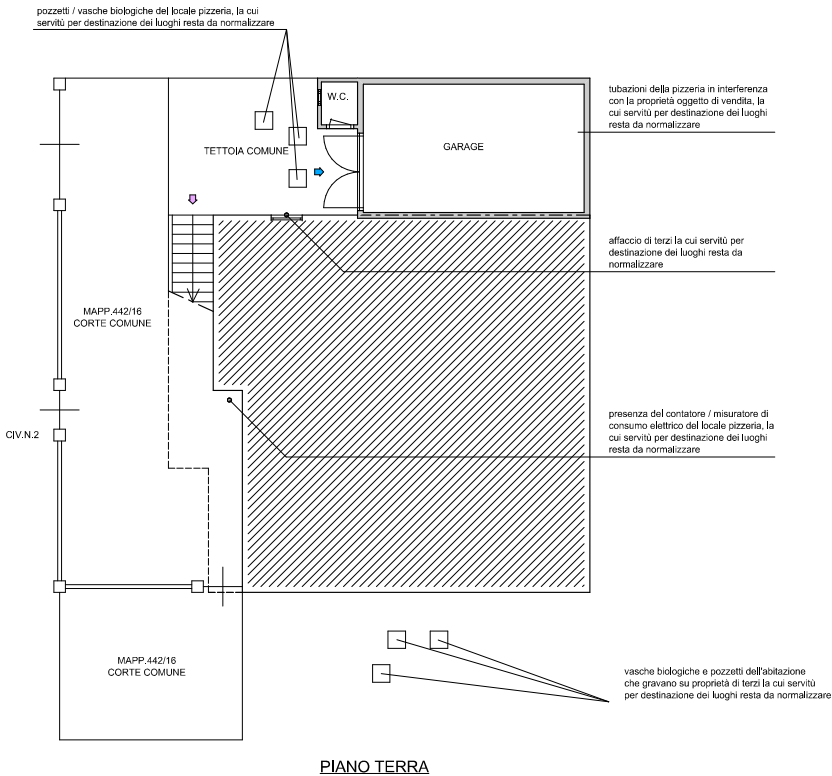 pozzetti / vasche biologiche del locale pizzeria, la cui
servitù per destinazione dei luoghi resta da normalizzare
W.C.
TETTOIA COMUNE
GARAGE
tubazioni della pizzeria in interferenza
con la proprietà oggetto di vendita, la
cui servitù per destinazione dei luoghi
resta da normalizzare
affaccio di terzi la cui servitù per
destinazione dei luoghi resta da
normalizzare
MAPP.442/16
CORTE COMUNE
CIV.N.2
presenza del contatore / misuratore di
consumo elettrico del locale pizzeria, la
cui servitù per destinazione dei luoghi
resta da normalizzare
MAPP.442/16
CORTE COMUNE
vasche biologiche e pozzetti dell'abitazione
che gravano su proprietà di terzi la cui servitù
per destinazione dei luoghi resta da normalizzare
PIANO TERRA